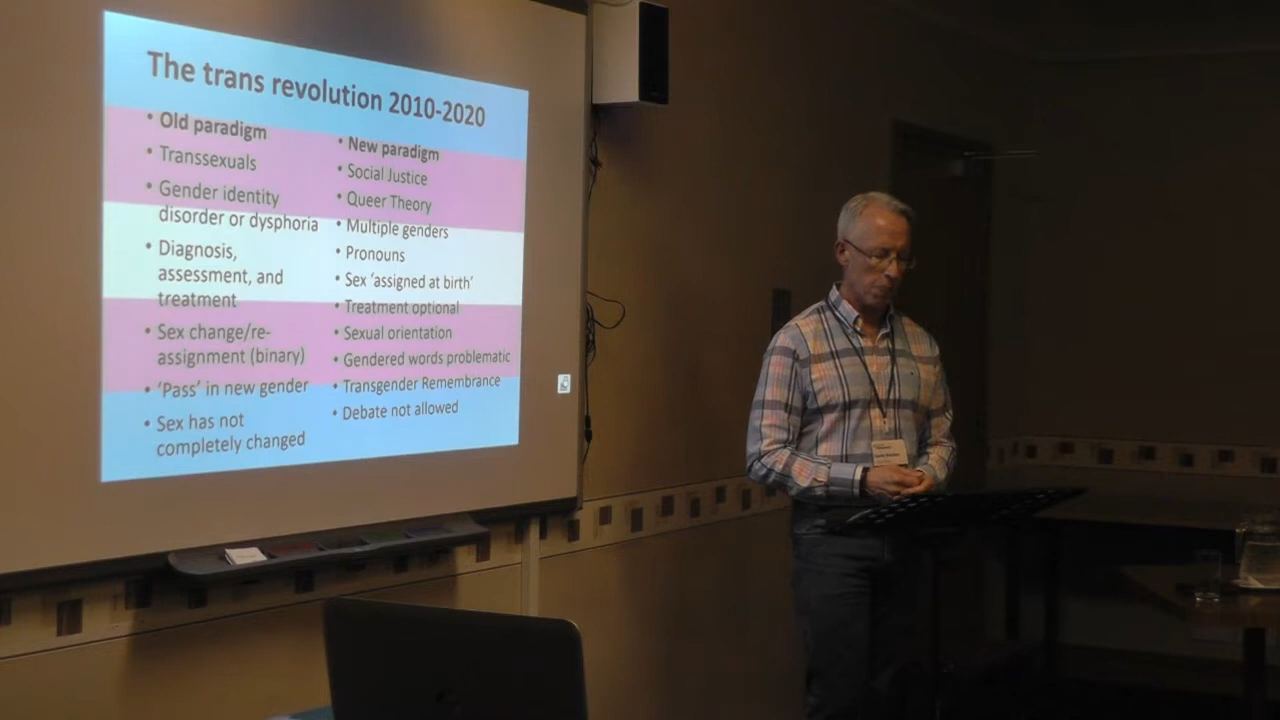 The trans revolution 2010-2020
• Old paradigm
• Transsexuals
• Gender identity
disorder or dysphoria
• Diagnosis,
assessment, and
treatment
• Sex change/re-
assignment (binary)
• ‘Pass’ in new gender
• Sex has not
completely changed
• New paradigm
• Social Justice
• Queer Theory
• Multiple genders
• Pronouns
• Sex ‘assigned at birth’
• Treatment optional
• Sexual orientation
• Gendered words problematic
• Transgender Remembrance
• Debate not allowed